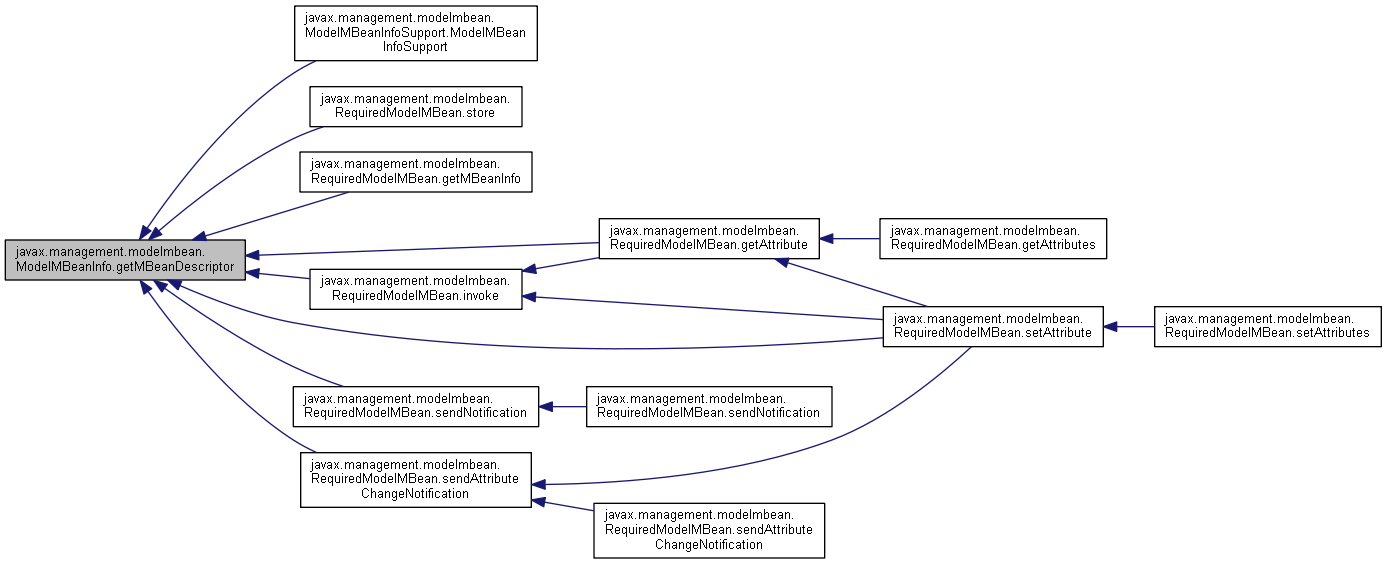 javax.management.modelmbean.
ModelMBeanInfoSupport.ModelMBean
InfoSupport
javax.management.modelmbean.
RequiredModelMBean.store
javax.management.modelmbean.
RequiredModelMBean.getMBeanInfo
javax.management.modelmbean.
ModelMBeanInfo.getMBeanDescriptor
javax.management.modelmbean.
RequiredModelMBean.getAttribute
javax.management.modelmbean.
RequiredModelMBean.getAttributes
javax.management.modelmbean.
RequiredModelMBean.invoke
javax.management.modelmbean.
RequiredModelMBean.setAttribute
javax.management.modelmbean.
RequiredModelMBean.setAttributes
javax.management.modelmbean.
RequiredModelMBean.sendNotification
javax.management.modelmbean.
RequiredModelMBean.sendNotification
javax.management.modelmbean.
RequiredModelMBean.sendAttribute
ChangeNotification
javax.management.modelmbean.
RequiredModelMBean.sendAttribute
ChangeNotification